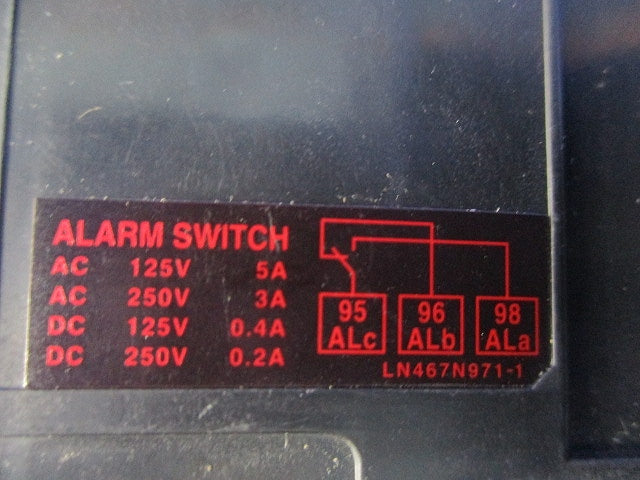 ALARM SWITCH
AC 125V 5A
AC 250V 3A
DC 125V 0.4A
DC 250V 0.2A
95 96 98
ALc ALb ALa
LN467N971-1